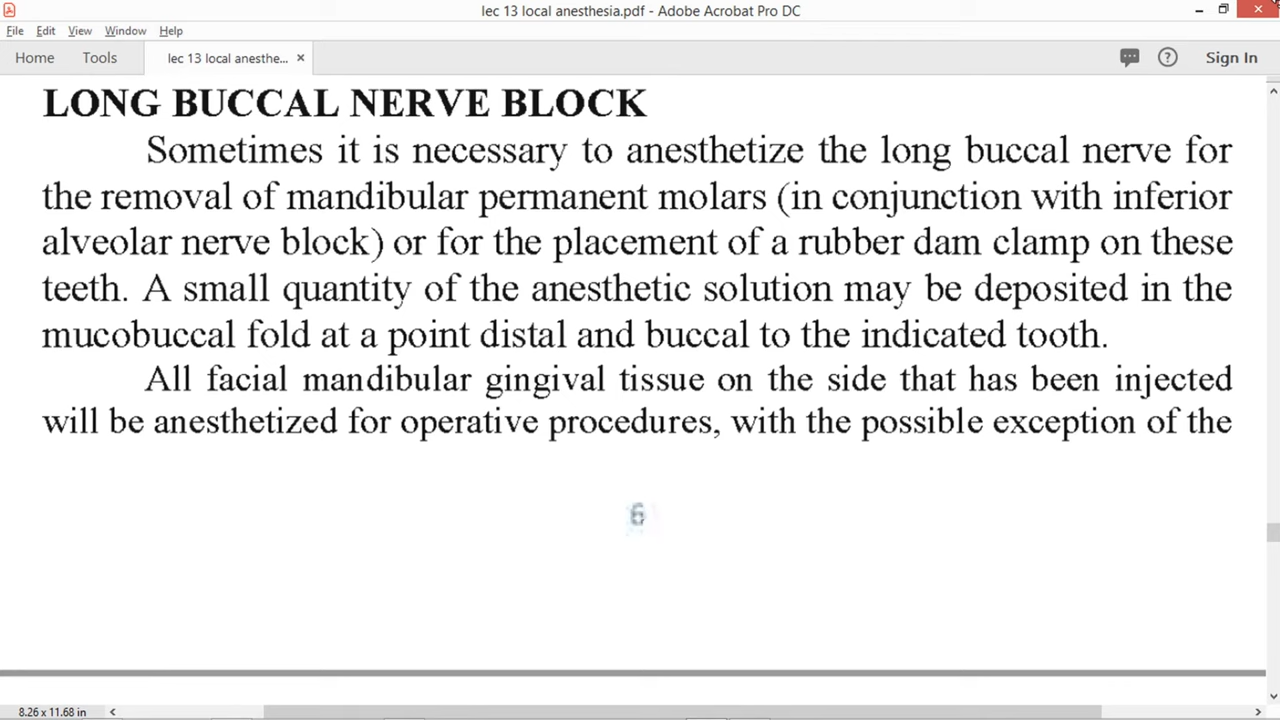 lec 13 local anesthesia.pdf - Adobe Acrobat Pro DC
File Edit View Window Help
Home Tools lec 13 local anesthe... × Sign In
LONG BUCCAL NERVE BLOCK
Sometimes it is necessary to anesthetize the long buccal nerve for
the removal of mandibular permanent molars (in conjunction with inferior
alveolar nerve block) or for the placement of a rubber dam clamp on these
teeth. A small quantity of the anesthetic solution may be deposited in the
mucobuccal fold at a point distal and buccal to the indicated tooth.
All facial mandibular gingival tissue on the side that has been injected
will be anesthetized for operative procedures, with the possible exception of the
6
8.26 x 11.68 in